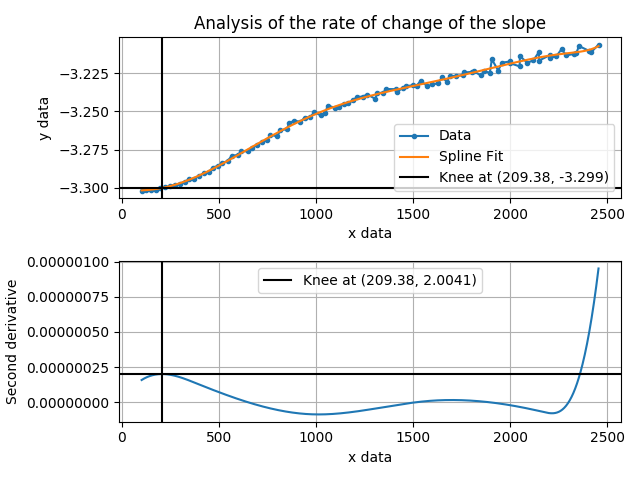 Analysis of the rate of change of the slope
−3.225
−3.250
−3.275
−3.300
y data
Data
Spline Fit
Knee at (209.38, -3.299)
0
500
1000
1500
2000
2500
x data
0.00000100
0.00000075
0.00000050
0.00000025
0.00000000
Second derivative
Knee at (209.38, 2.0041)
0
500
1000
1500
2000
2500
x data